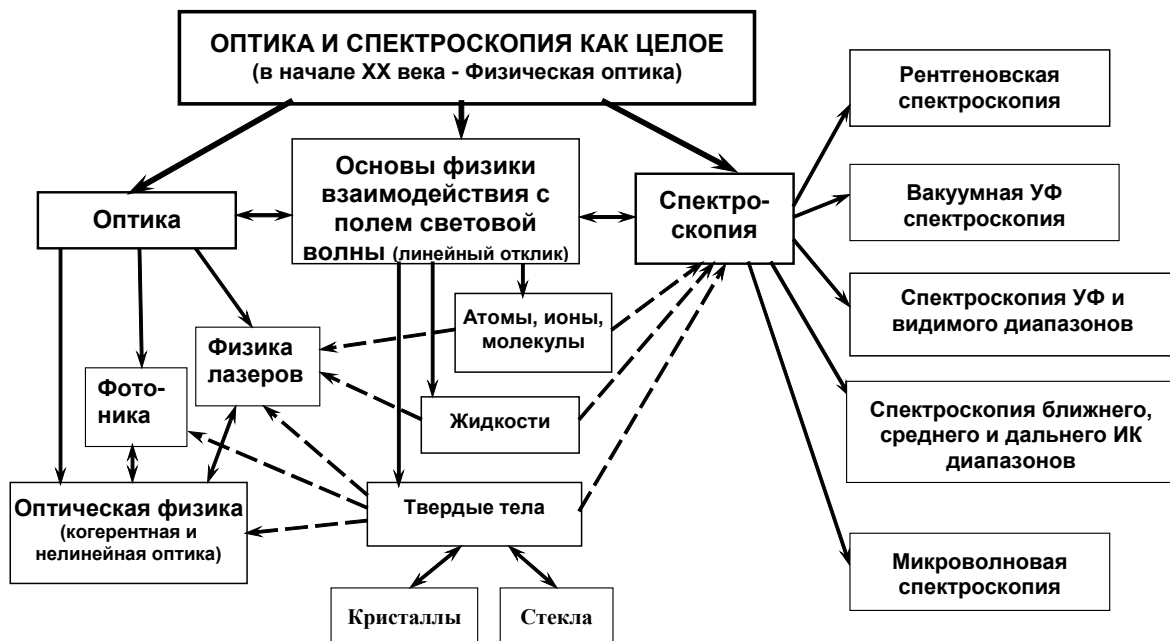 ОПТИКА И СПЕКТРОСКОПИЯ КАК ЦЕЛОЕ
(в начале XX века - Физическая оптика)
Оптика
Основы физики
взаимодействия с
полем световой
волны (линейный отклик)
Спектро-
скопия
Рентгеновская
спектроскопия
Вакуумная УФ
спектроскопия
Спектроскопия УФ и
видимого диапазонов
Спектроскопия ближнего,
среднего и дальнего ИК
диапазонов
Микроволновая
спектроскопия
Атомы, ионы,
молекулы
Физика
лазеров
Фото-
ника
Жидкости
Оптическая физика
(когерентная и
нелинейная оптика)
Твердые тела
Кристаллы
Стекла